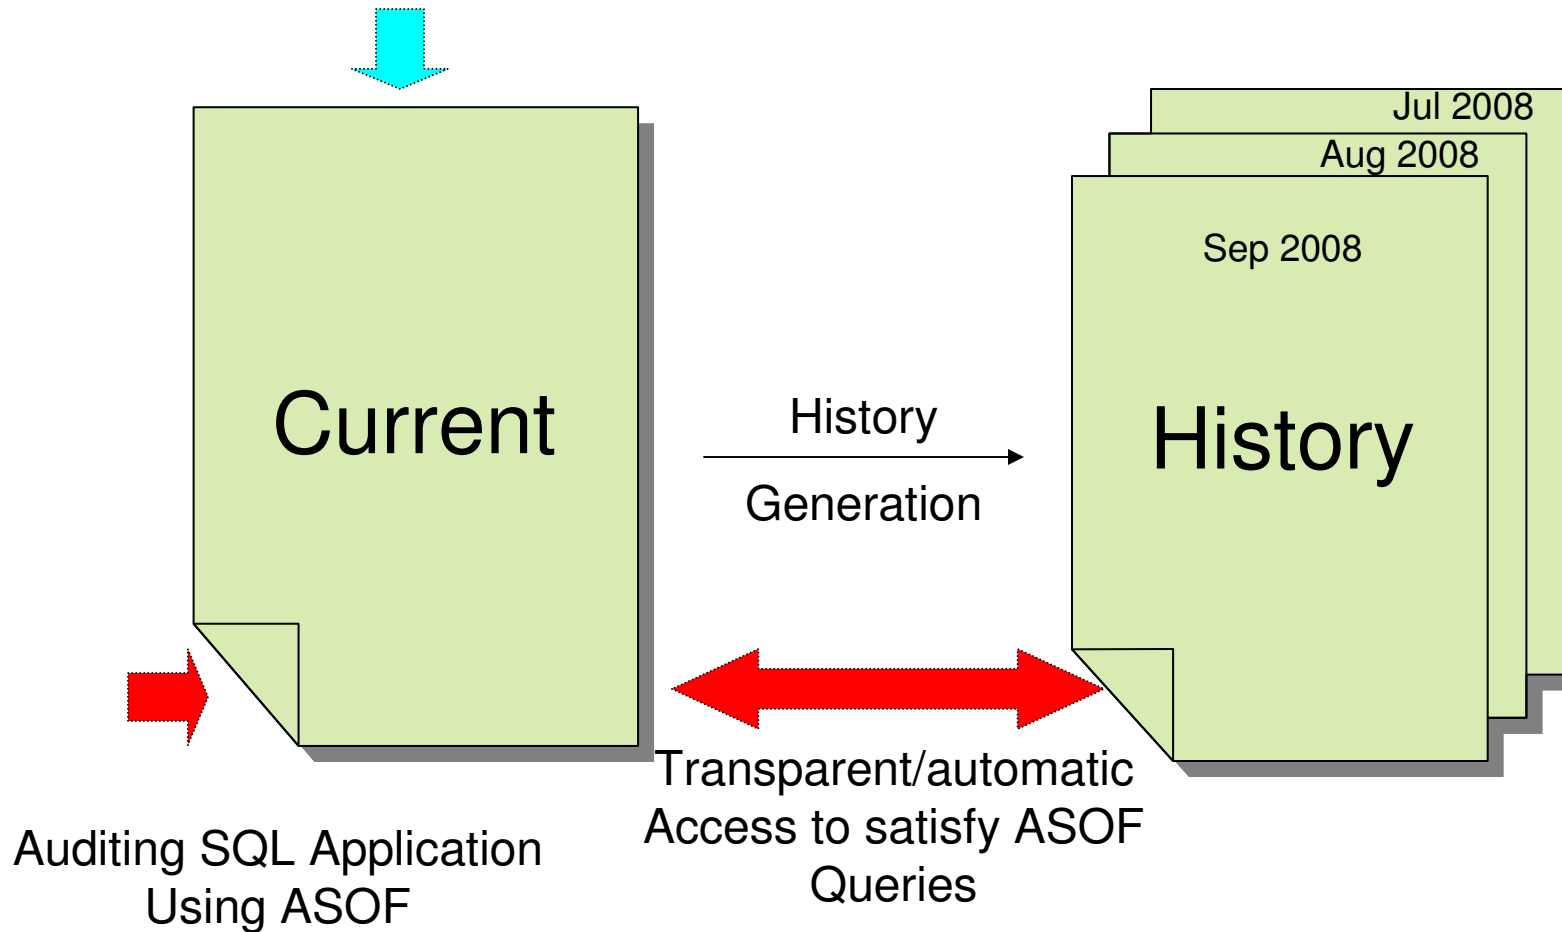 Jul 2008
Aug 2008
Sep 2008
Current
History
Generation
History
Transparent/automatic
Access to satisfy ASOF
Queries
Auditing SQL Application
Using ASOF